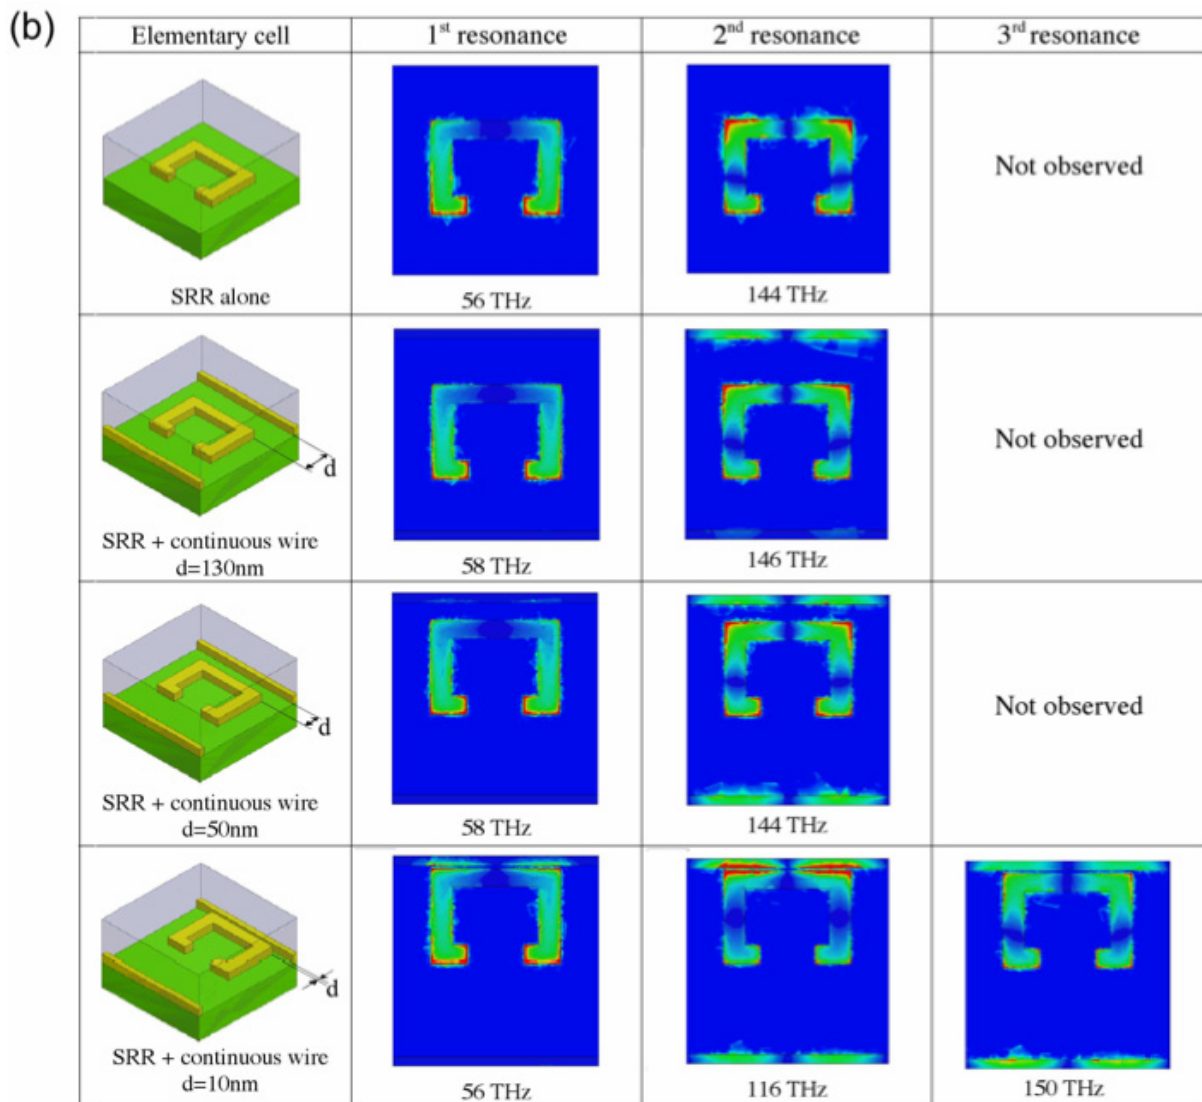 (b)
Elementary cell
1st resonance
2nd resonance
3rd resonance
SRR alone
56 THz
144 THz
Not observed
d
SRR + continuous wire
d=130nm
58 THz
146 THz
Not observed
d
SRR + continuous wire
d=50nm
58 THz
144 THz
Not observed
d
SRR + continuous wire
d=10nm
56 THz
116 THz
150 THz